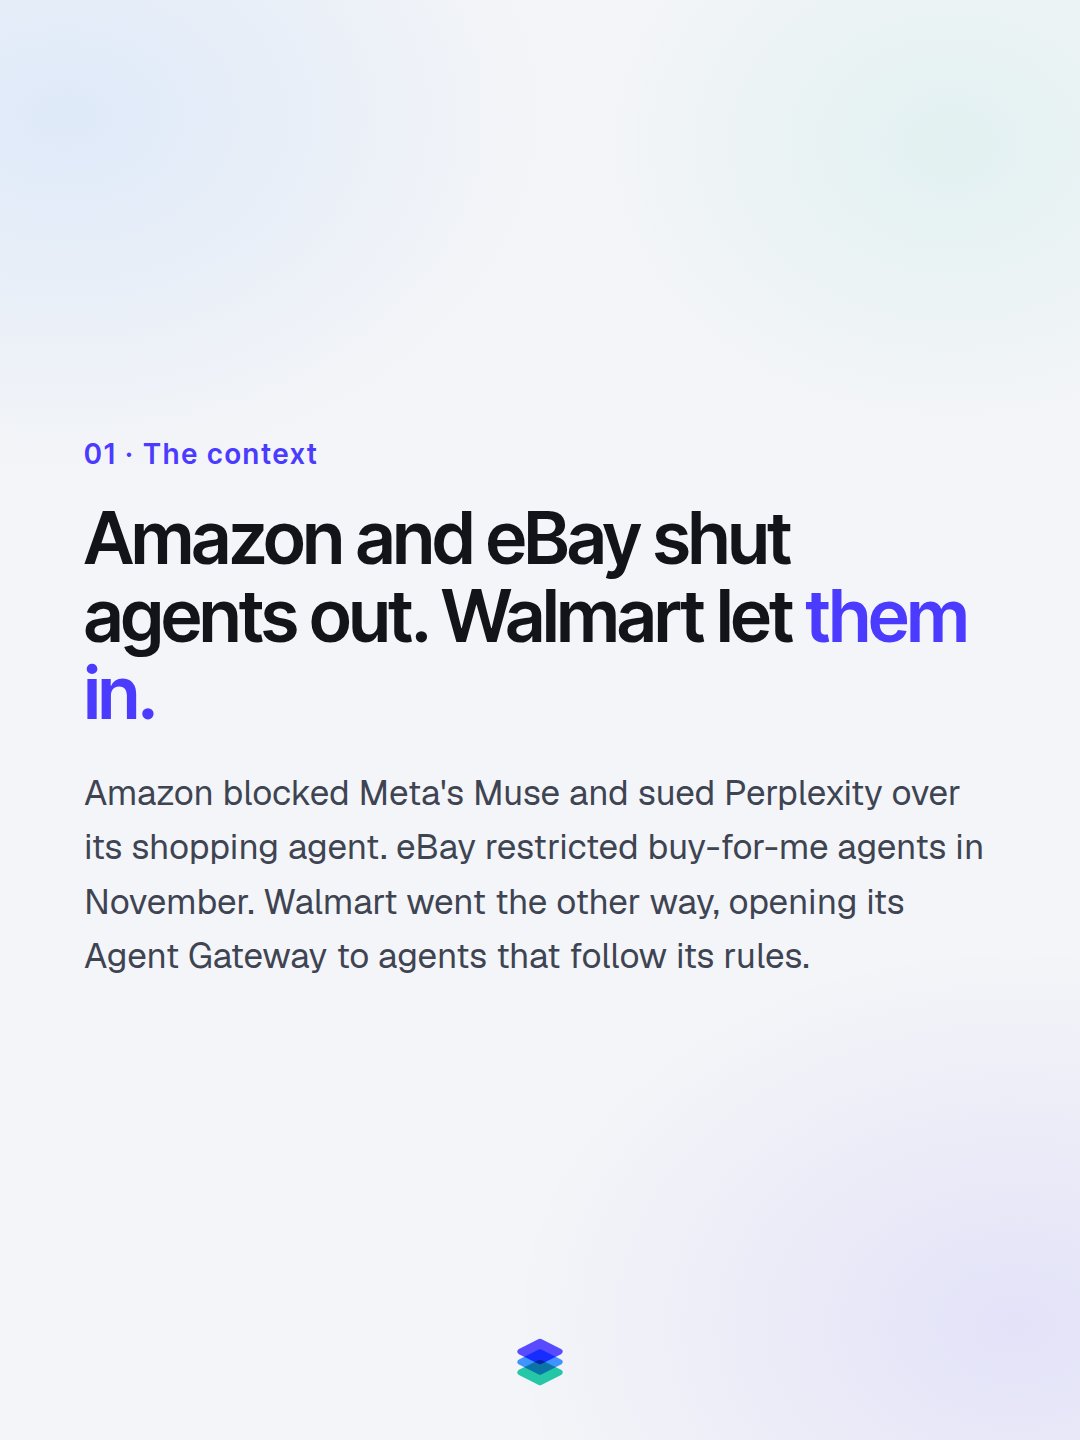 01 · The context
Amazon and eBay shut
agents out. Walmart let them
in.
Amazon blocked Meta's Muse and sued Perplexity over
its shopping agent. eBay restricted buy-for-me agents in
November. Walmart went the other way, opening its
Agent Gateway to agents that follow its rules.